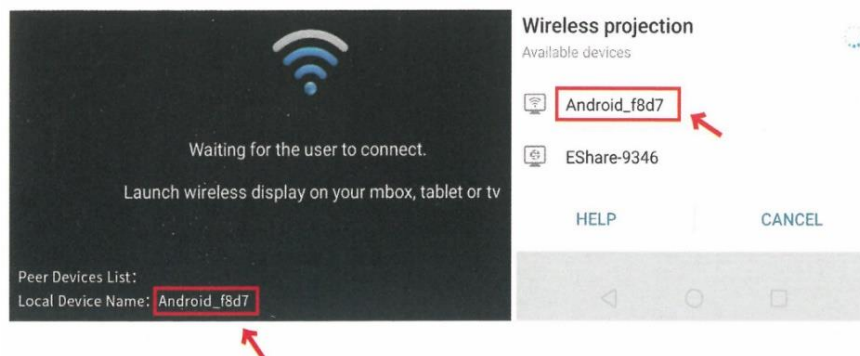 Waiting for the user to connect.
Launch wireless display on your mbox, tablet or tv
Peer Devices List:
Local Device Name: Android_f8d7
Wireless projection
Available devices
Android_f8d7
EShare-9346
HELP
CANCEL